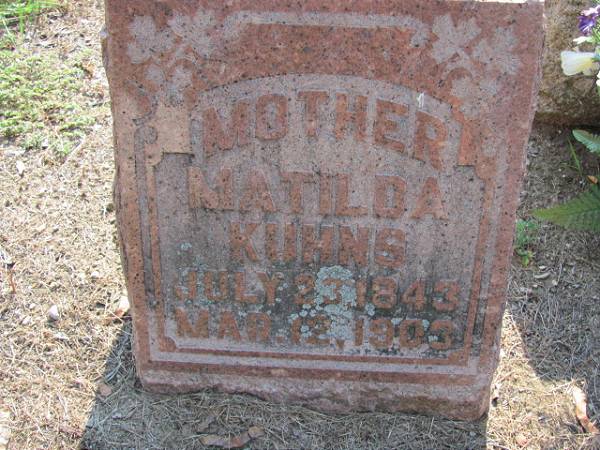 MOTHER
MATILDA
KUHNS
JULY 23, 1843
MAR. 12, 1903